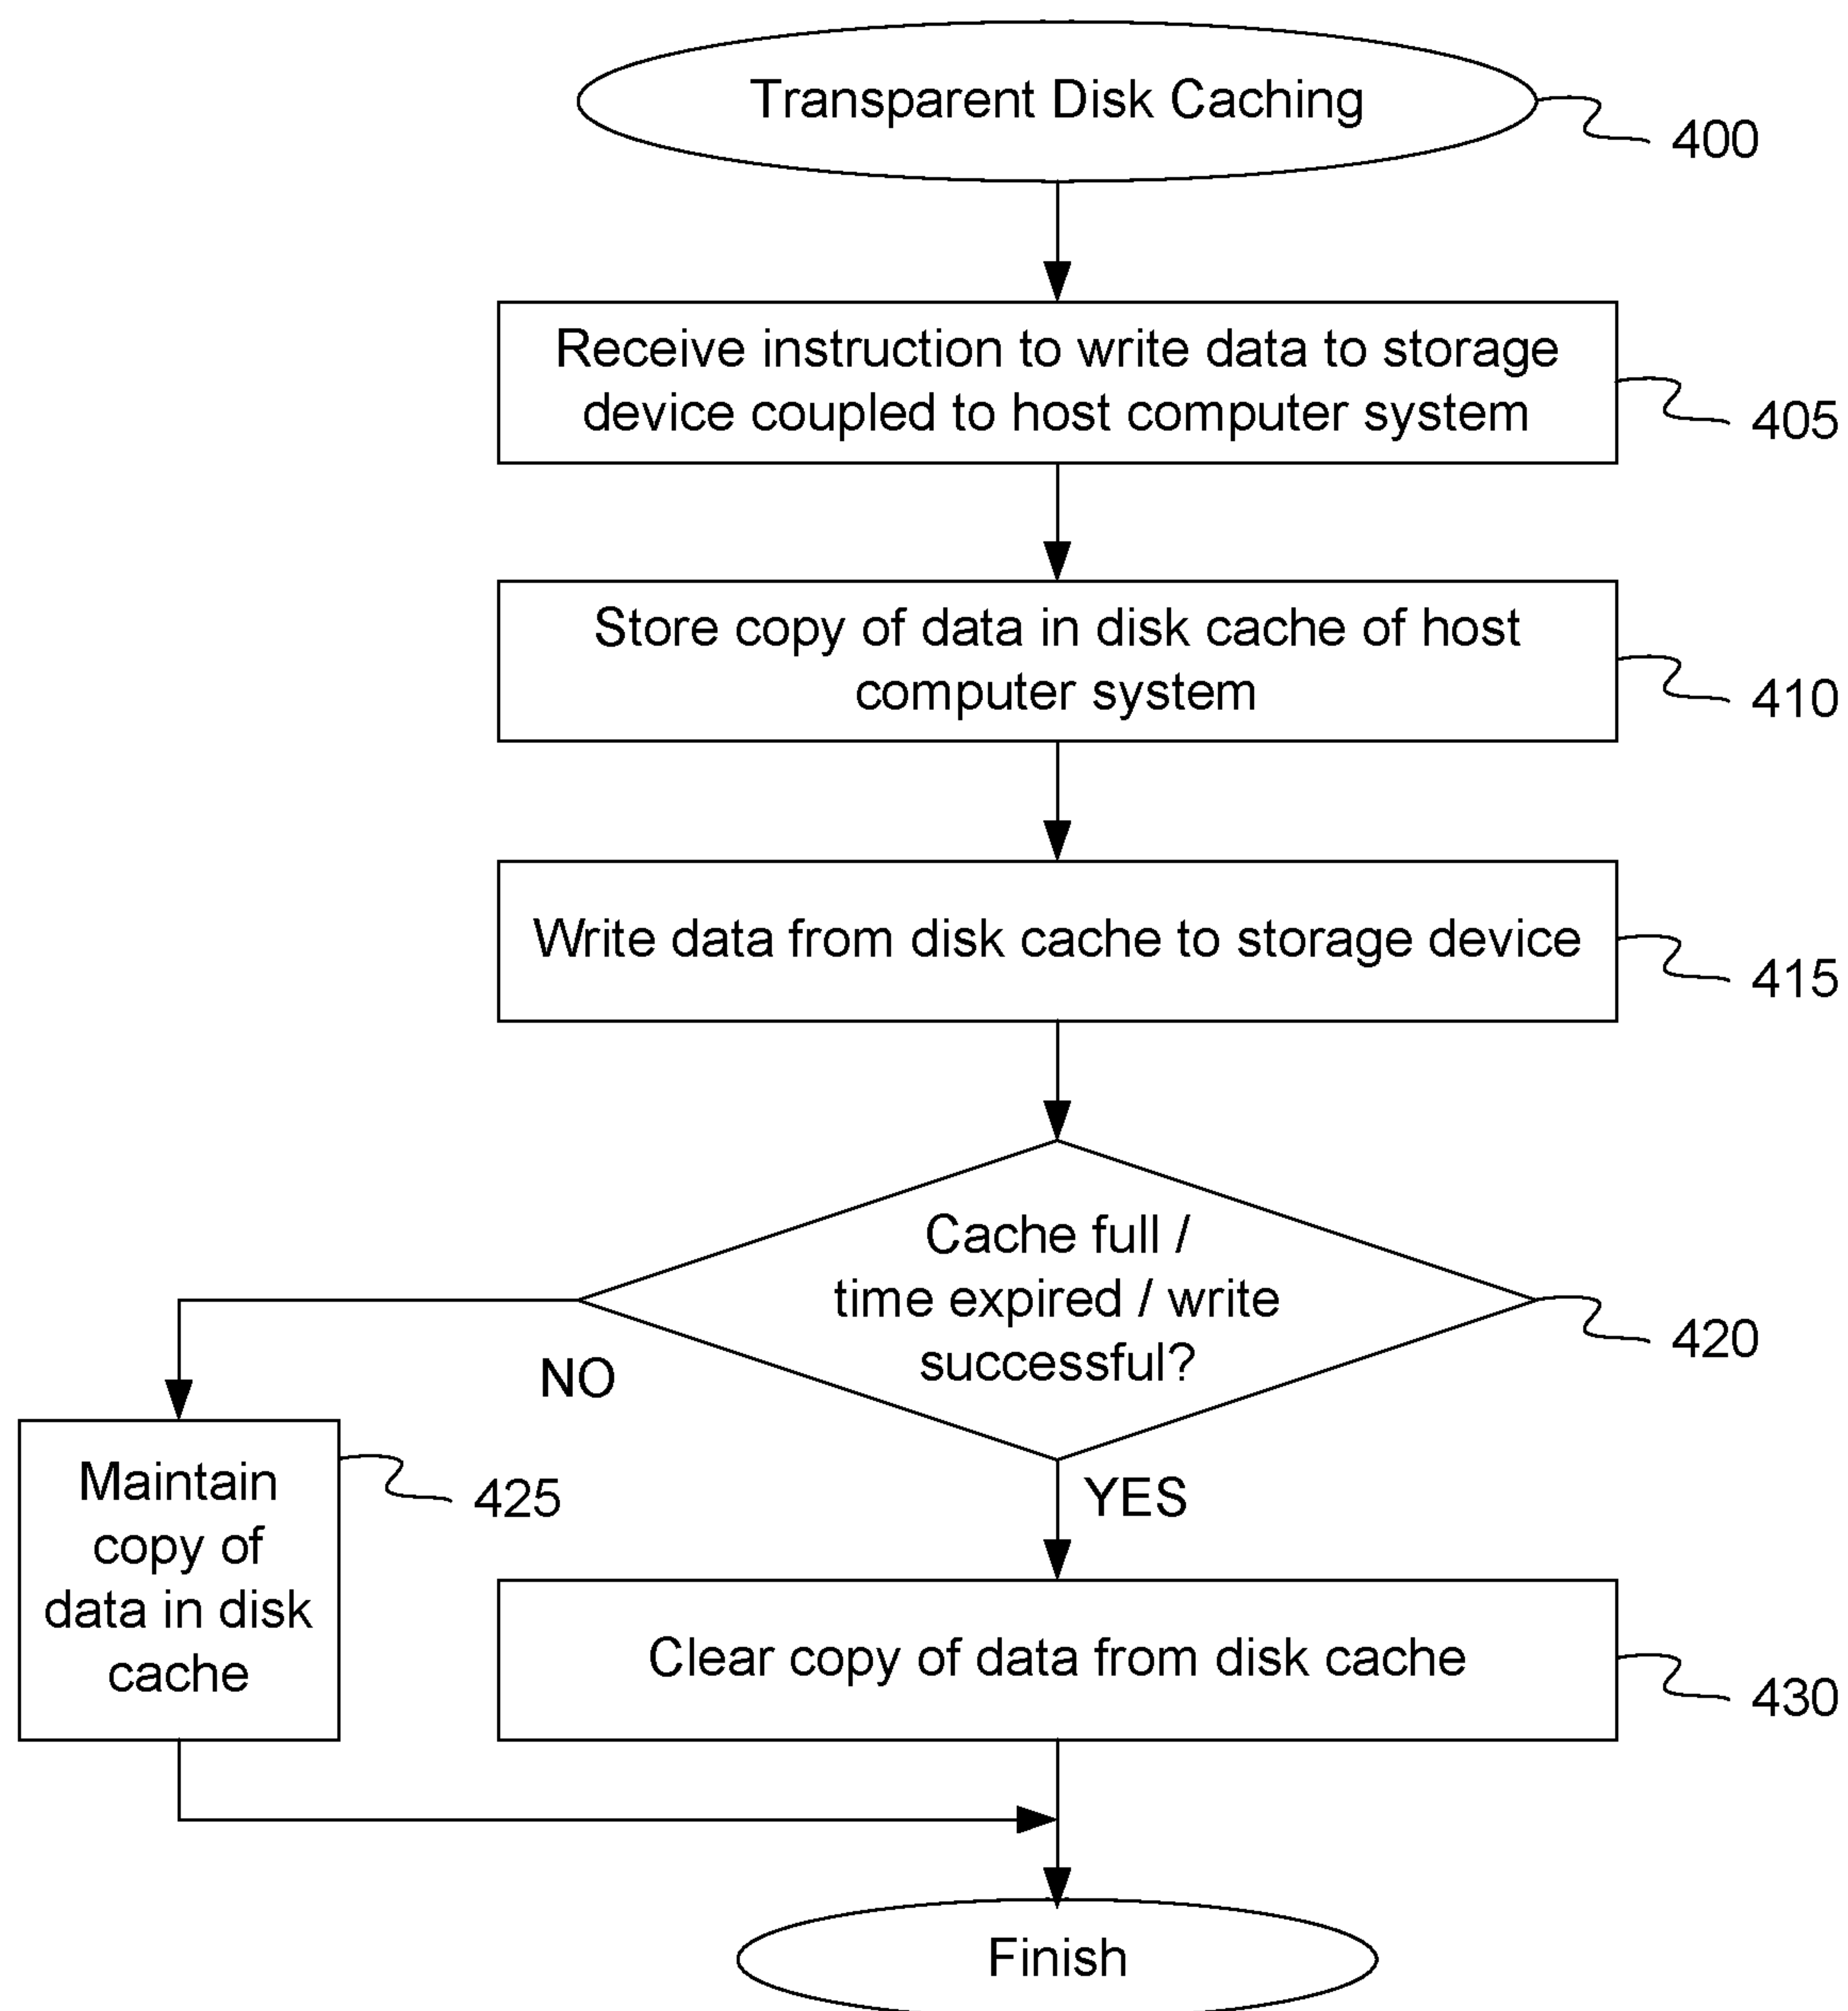 Transparent Disk Caching
400
Receive instruction to write data to storage
device coupled to host computer system
405
Store copy of data in disk cache of host
computer system
410
Write data from disk cache to storage device
415
Cache full /
time expired / write
successful?
420
NO
YES
Maintain
copy of
data in disk
cache
425
Clear copy of data from disk cache
430
Finish